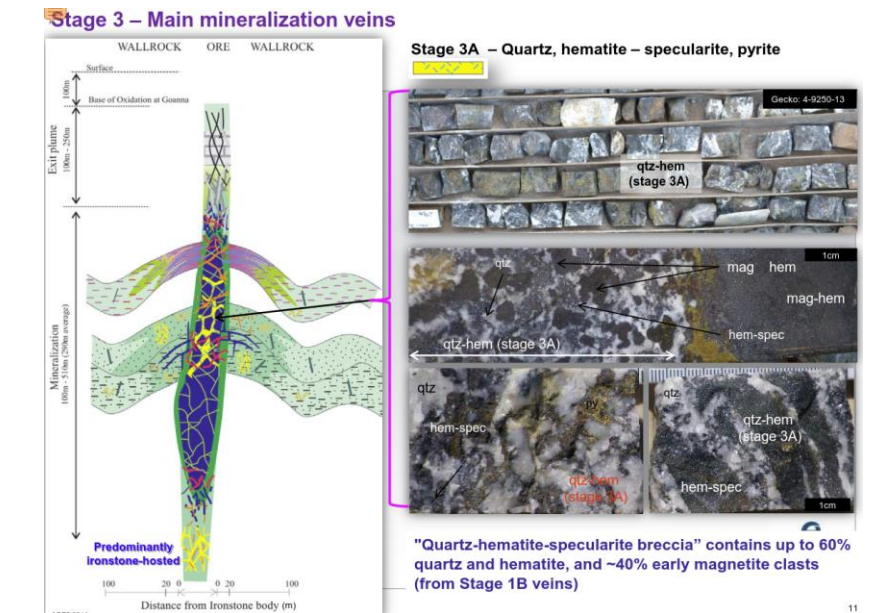 Stage 3 – Main mineralization veins
WALLROCK ORE WALLROCK
Surface
100m
Base of Oxidation at Goanna
Exit plume
100m - 250m
Mineralization
100m - 510m (290m average)
Predominantly
ironstone-hosted
100 20 0 0 20 100
Distance from Ironstone body (m)
Stage 3A – Quartz, hematite – specularite, pyrite
Gecko: 4-9250-13
qtz-hem
(stage 3A)
1cm
qtz
mag hem
mag-hem
hem-spec
qtz-hem (stage 3A)
qtz
py
hem-spec
qtz-hem
(stage 3A)
qtz
qtz-hem
(stage 3A)
hem-spec
1cm
"Quartz-hematite-specularite breccia” contains up to 60%
quartz and hematite, and ~40% early magnetite clasts
(from Stage 1B veins)
11